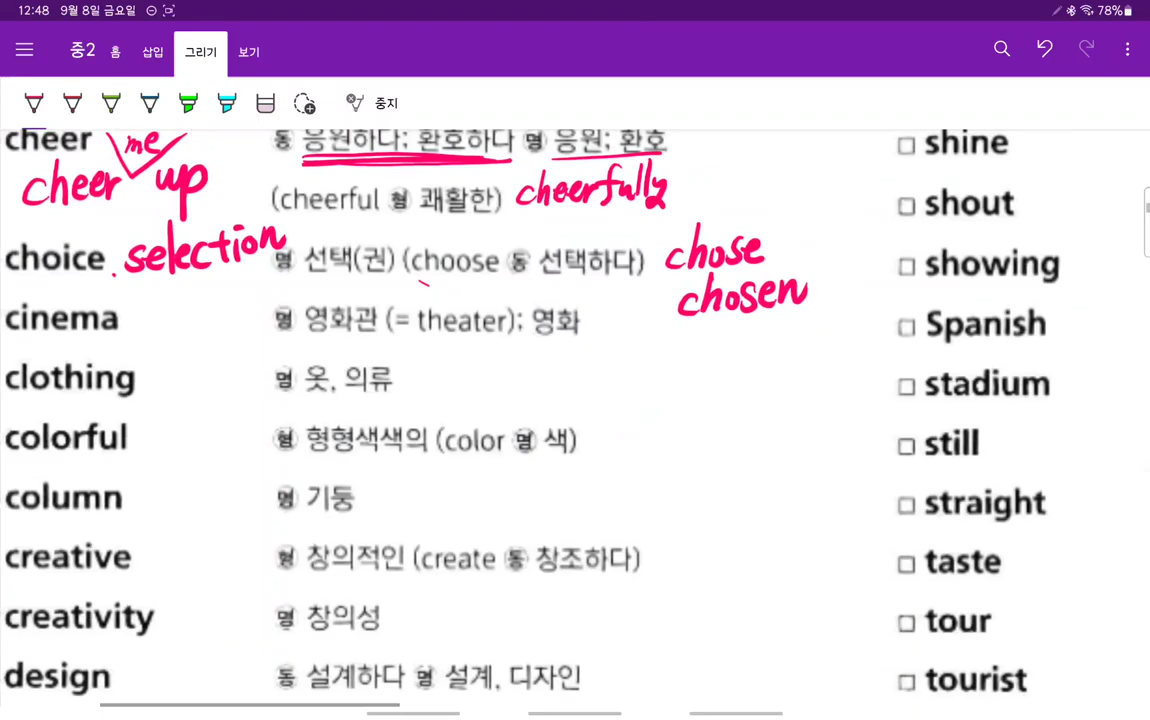 12:48 9월 8일 금요일 78%
중2 홈 삽입 그리기 보기
중지
cheer me 동 응원하다; 환호하다 명 응원; 환호
cheer up (cheerful 형 쾌활한) cheerfully
choice selection 명 선택(권) (choose 동 선택하다) chose
chosen
cinema 명 영화관 (= theater); 영화
clothing 명 옷, 의류
colorful 형 형형색색의 (color 명 색)
column 명 기둥
creative 형 창의적인 (create 동 창조하다)
creativity 명 창의성
design 동 설계하다 명 설계, 디자인
shine
shout
showing
Spanish
stadium
still
straight
taste
tour
tourist